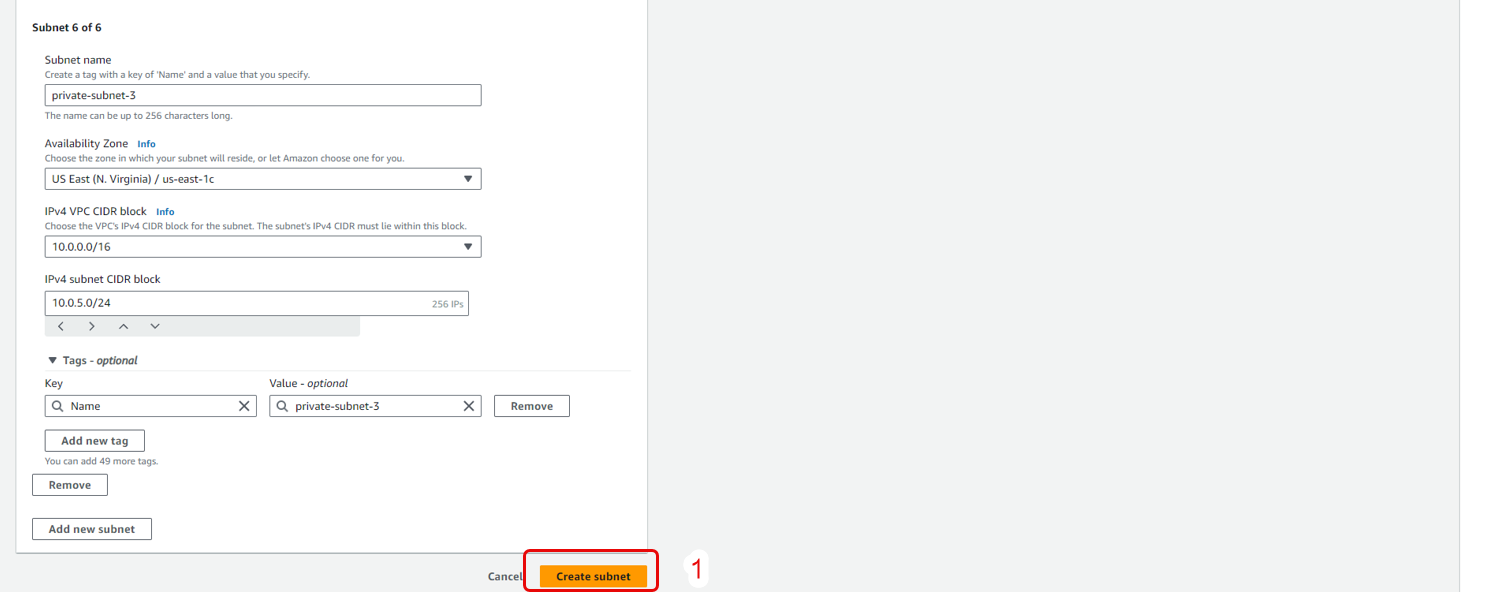 Subnet 6 of 6
Subnet name
Create a tag with a key of 'Name' and a value that you specify.
private-subnet-3
The name can be up to 256 characters long.
Availability Zone Info
Choose the zone in which your subnet will reside, or let Amazon choose one for you.
US East (N. Virginia) / us-east-1c
IPv4 VPC CIDR block Info
Choose the VPC's IPv4 CIDR block for the subnet. The subnet's IPv4 CIDR must lie within this block.
10.0.0.0/16
IPv4 subnet CIDR block
10.0.5.0/24 256 IPs
Tags - optional
Key Value - optional
Name private-subnet-3 Remove
Add new tag
You can add 49 more tags.
Remove
Add new subnet
Cancel Create subnet 1